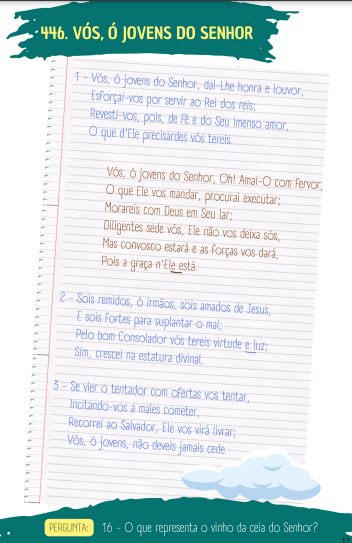 446. VÓS, Ó JOVENS DO SENHOR
1 - Vós, ó jovens do Senhor, dai-Lhe honra e louvor,
Esforçai-vos por servir ao Rei dos reis;
Revesti-vos, pois, de fé e do Seu imenso amor,
O que d'Ele precisardes vós tereis.
Vós, ó jovens do Senhor, Oh! Amai-O com fervor,
O que Ele vos mandar, procurai executar;
Morareis com Deus em Seu lar;
Diligentes sede vós, Ele não vos deixa sós,
Mas convosco estará e as forças vos dará,
Pois a graça n'Ele está.
2 - Sois remidos, ó irmãos, sois amados de Jesus,
E sois fortes para suplantar o mal;
Pelo bom Consolador vós tereis virtude e luz;
Sim, crescei na estatura divinal.
3 - Se vier o tentador com ofertas vos tentar,
Incitando-vos a males cometer,
Recorrei ao Salvador, Ele vos virá livrar;
Vós, ó jovens, não deveis jamais cede
PERGUNTA: 16 - O que representa o vinho da ceia do Senhor?
17